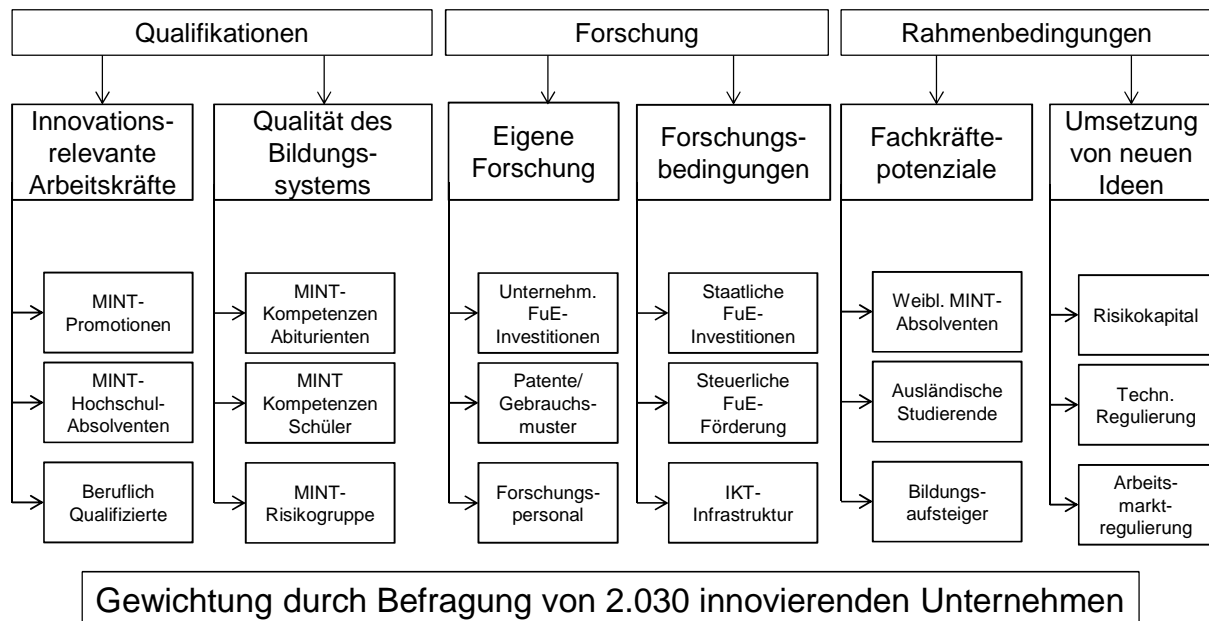 Qualifikationen
Forschung
Rahmenbedingungen
Innovations-
relevante
Arbeitskräfte
Qualität des
Bildungs-
systems
Eigene
Forschung
Forschungs-
bedingungen
Fachkräfte-
potenziale
Umsetzung
von neuen
Ideen
MINT-
Promotionen
MINT-
Kompetenzen
Abiturienten
Unternehm.
FuE-
Investitionen
Staatliche
FuE-
Investitionen
Weibl. MINT-
Absolventen
Risikokapital
MINT-
Hochschul-
Absolventen
MINT
Kompetenzen
Schüler
Patente/
Gebrauchs-
muster
Steuerliche
FuE-
Förderung
Ausländische
Studierende
Techn.
Regulierung
Beruflich
Qualifizierte
MINT-
Risikogruppe
Forschungs-
personal
IKT-
Infrastruktur
Bildungs-
aufsteiger
Arbeits-
markt-
regulierung
Gewichtung durch Befragung von 2.030 innovierenden Unternehmen